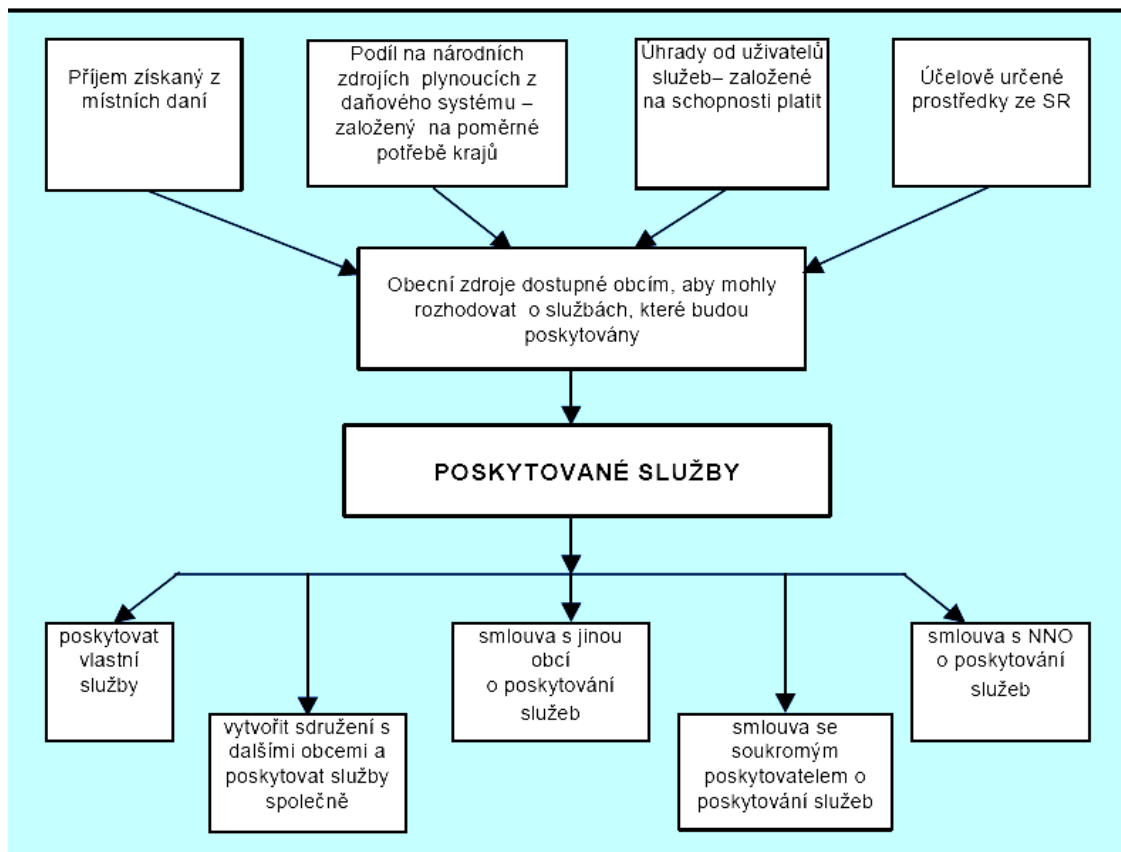 Příjem získaný z
místních daní
Podíl na národních
zdrojích plynoucích z
daňového systému –
založený na poměrné
potřebě krajů
Úhrady od uživatelů
služeb– založené
na schopnosti platit
Účelově určené
prostředky ze SR
Obecní zdroje dostupné obcím, aby mohly
rozhodovat o službách, které budou
poskytovány
POSKYTOVANÉ SLUŽBY
poskytovat
vlastní
služby
vytvořit sdružení s
dalšími obcemi a
poskytovat služby
společně
smlouva s jinou
obcí
o poskytování
služeb
smlouva se
soukromým
poskytovatelem o
poskytování služeb
smlouva s NNO
o poskytování
služeb